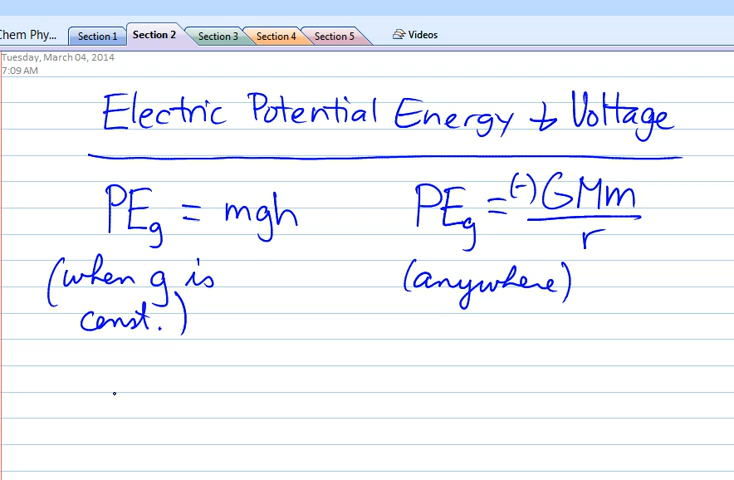 Chem Phy... Section 1 Section 2 Section 3 Section 4 Section 5 Videos
Tuesday, March 04, 2014
7:09 AM
Electric Potential Energy & Voltage
PEg = mgh
(when g is
const.)
PEg = (-) GMm / r
(anywhere)